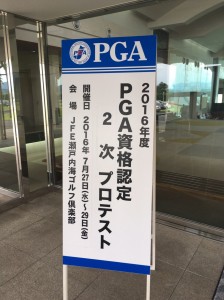 PGA
2016年度
PGA資格認定
2 次 プロテスト
開催日 2016年 7月27日(水)〜29日(金)
会 場 JFE瀬戸内海ゴルフ倶楽部